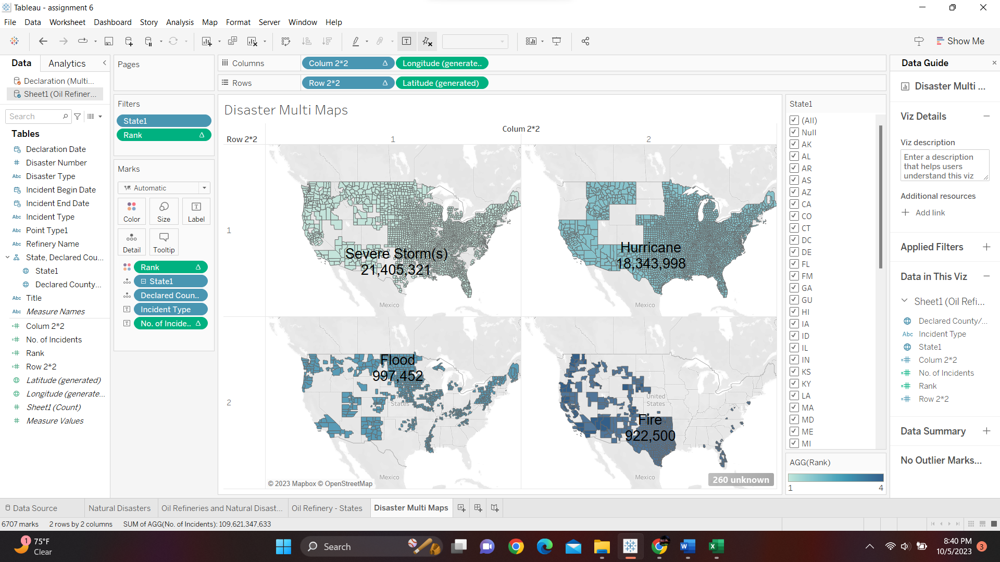 Tableau - assignment 6
File Data Worksheet Dashboard Story Analysis Map Format Server Window Help
Show Me
Data Analytics
Declaration (Multi...
Sheet1 (Oil Refiner...
Search
Tables
Declaration Date
Disaster Number
Abc Disaster Type
Incident Begin Date
Incident End Date
Abc Incident Type
Abc Point Type1
Abc Refinery Name
State, Declared Cou...
State1
Declared County...
Abc Title
Abc Measure Names
Colum 2*2
No. of Incidents
Rank
Row 2*2
Latitude (generated)
Longitude (generate...
Sheet1 (Count)
Measure Values
Pages
Filters
State1
Rank
Marks
Automatic
Color Size Label
Detail Tooltip
Rank
State1
Declared Coun..
Incident Type
No. of Incide..
Columns Colum 2*2 Longitude (generate..
Rows Row 2*2 Latitude (generated)
Disaster Multi Maps
Colum 2*2
Row 2*2 1 2
1
Severe Storm(s)
21,405,321
Mexico
Hurricane
18,343,998
Mexico
2
Flood
997,452
United
States
Mexico
© 2023 Mapbox © OpenStreetMap
United
States
Fire
922,500
Mexico
260 unknown
State1
(All)
Null
AK
AL
AR
AS
AZ
CA
CO
CT
DC
DE
FL
FM
GA
GU
HI
IA
ID
IL
IN
KS
KY
LA
MA
MD
ME
MI
AGG(Rank)
1 4
Data Guide
Disaster Multi ...
Viz Details
Viz description
Enter a description
that helps users
understand this viz
Additional resources
Add link
Applied Filters
Data in This Viz
Sheet1 (Oil Refi...
Declared County/...
Abc Incident Type
State1
Colum 2*2
No. of Incidents
Rank
Row 2*2
Data Summary
No Outlier Marks...
Data Source Natural Disasters Oil Refineries and Natural Disast... Oil Refinery - States Disaster Multi Maps
6707 marks 2 rows by 2 columns SUM of AGG(No. of Incidents): 109,621,347,633
1
75°F
Clear
Search
8:40 PM
10/5/2023
3